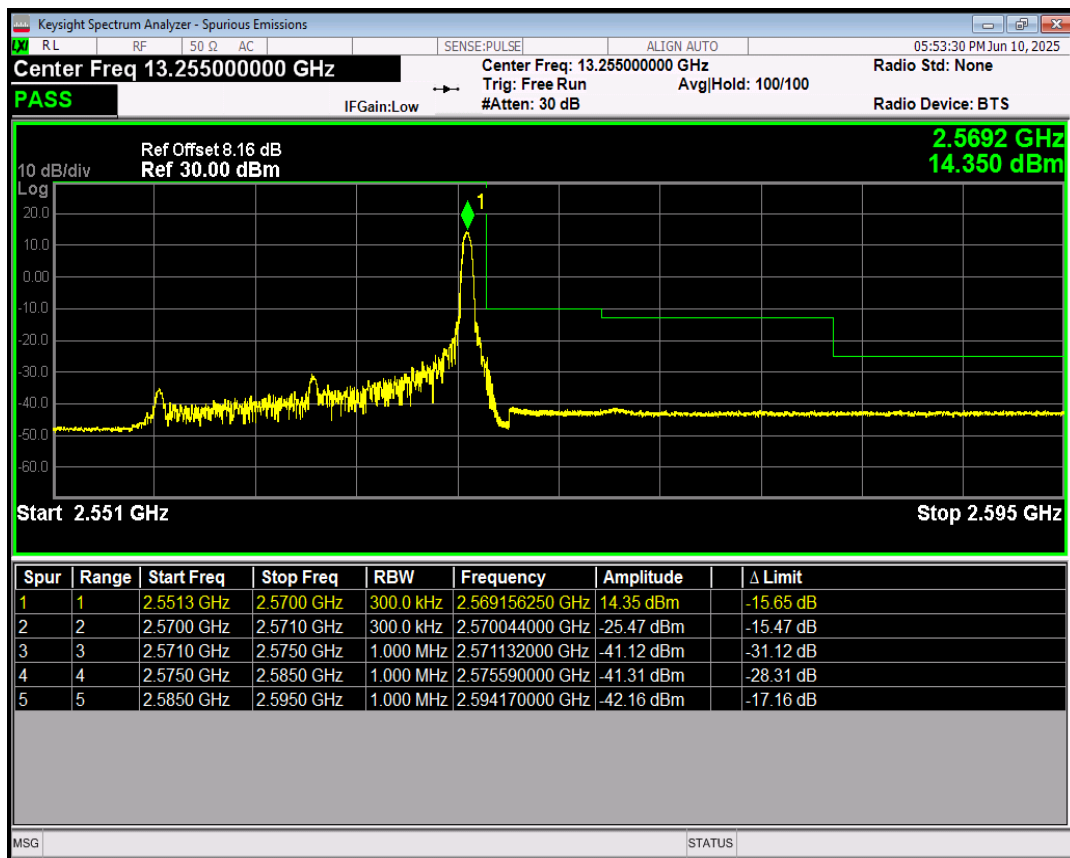 Keysight Spectrum Analyzer - Spurious Emissions
LXI RL RF 50 Ω AC SENSE:PULSE ALIGN AUTO 05:53:30 PM Jun 10, 2025
Center Freq 13.255000000 GHz Center Freq: 13.255000000 GHz Radio Std: None
Trig: Free Run Avg|Hold: 100/100
PASS IFGain:Low #Atten: 30 dB Radio Device: BTS
2.5692 GHz
Ref Offset 8.16 dB
10 dB/div Ref 30.00 dBm 14.350 dBm
Log
1
20.0
10.0
0.00
-10.0
-20.0
-30.0
-40.0
-50.0
-60.0
Start 2.551 GHz Stop 2.595 GHz
Spur Range Start Freq Stop Freq RBW Frequency Amplitude Δ Limit
1 1 2.5513 GHz 2.5700 GHz 300.0 kHz 2.569156250 GHz 14.35 dBm -15.65 dB
2 2 2.5700 GHz 2.5710 GHz 300.0 kHz 2.570044000 GHz -25.47 dBm -15.47 dB
3 3 2.5710 GHz 2.5750 GHz 1.000 MHz 2.571132000 GHz -41.12 dBm -31.12 dB
4 4 2.5750 GHz 2.5850 GHz 1.000 MHz 2.575590000 GHz -41.31 dBm -28.31 dB
5 5 2.5850 GHz 2.5950 GHz 1.000 MHz 2.594170000 GHz -42.16 dBm -17.16 dB
MSG STATUS